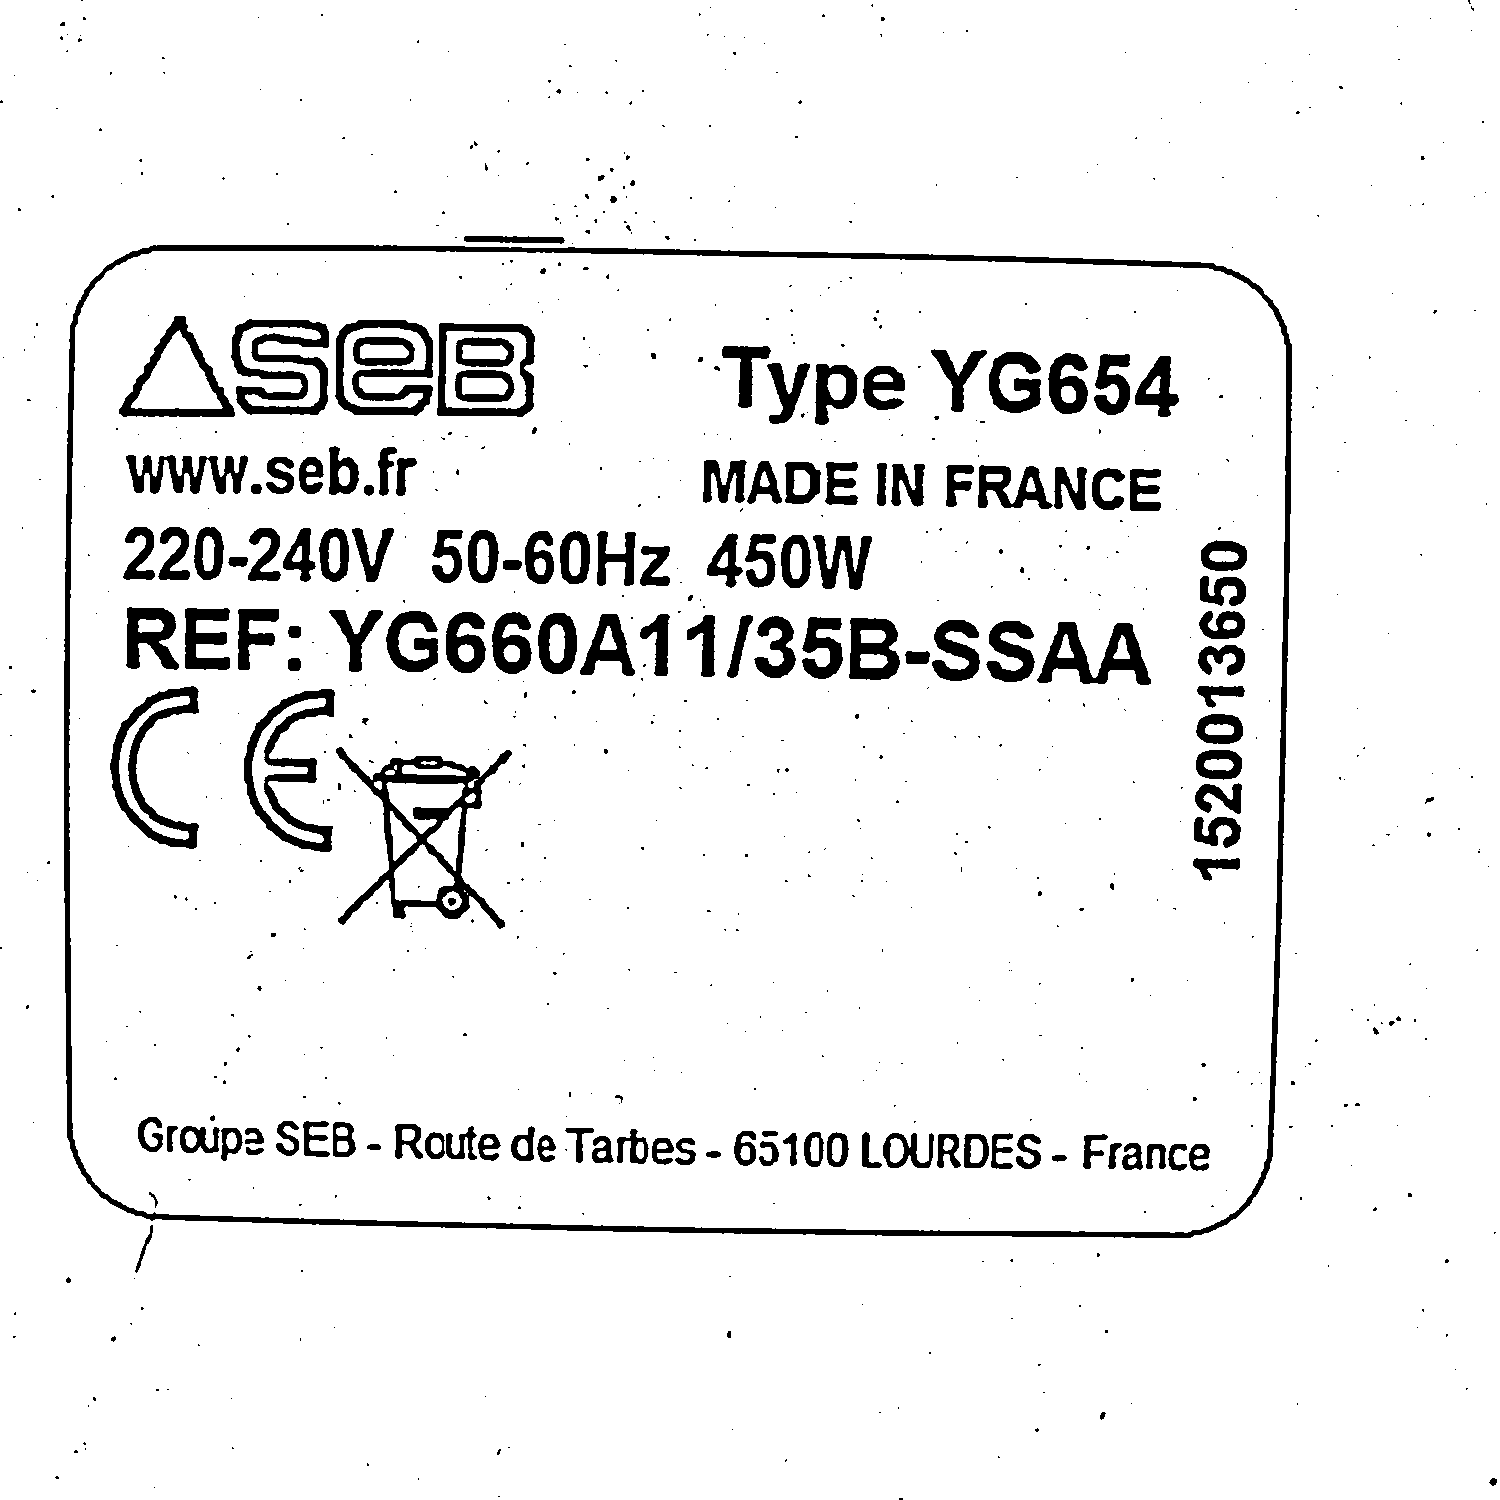 SEB
Type YG654
www.seb.fr
MADE IN FRANCE
220-240V 50-60Hz 450W
REF: YG660A11/35B-SSAA
CE
1520013650
Groupe SEB - Route de Tarbes - 65100 LOURDES - France